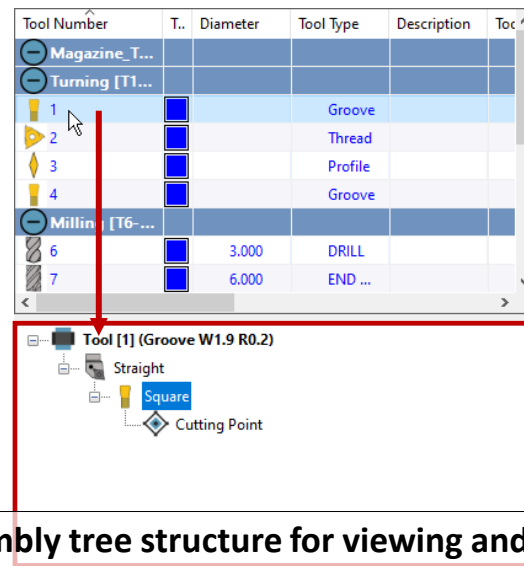 Tool Number T.. Diameter Tool Type Description Toc
Magazine_T...
Turning [T1...
1 Groove
2 Thread
3 Profile
4 Groove
Milling [T6-...
6 3.000 DRILL
7 6.000 END ...
Tool [1] (Groove W1.9 R0.2)
Straight
Square
Cutting Point
mbly tree structure for viewing and